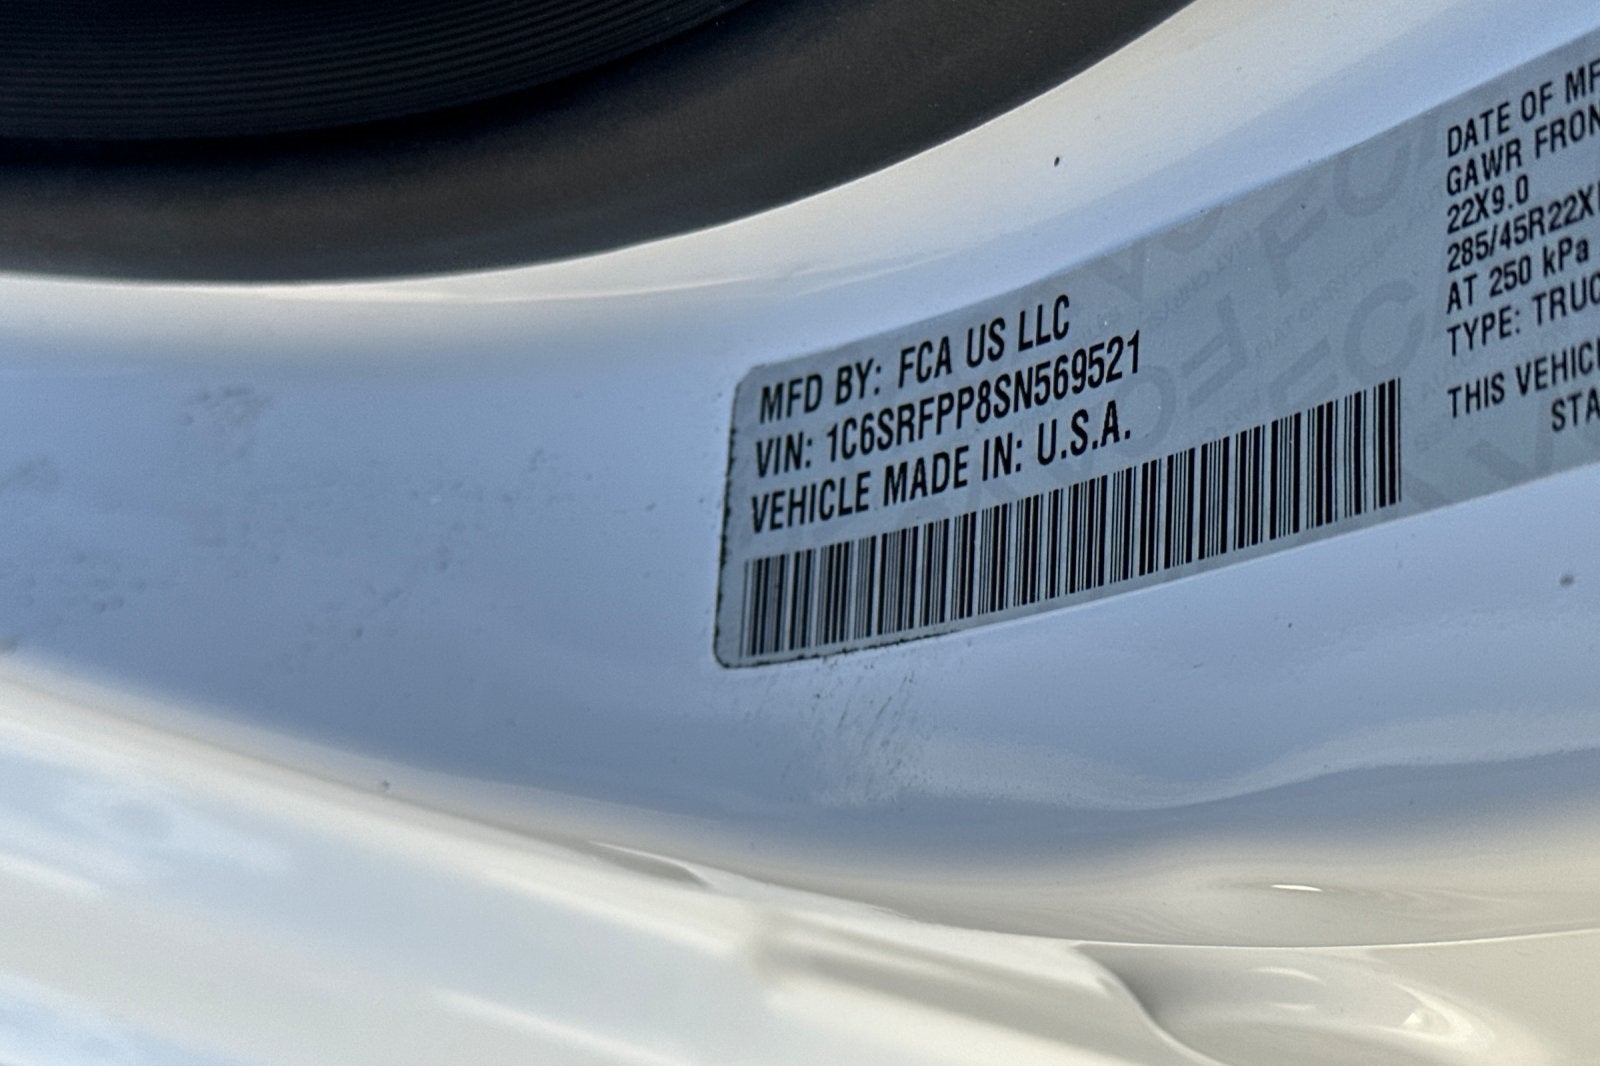 MFD BY: FCA US LLC
VIN: 1C6SRFPP8SN569521
VEHICLE MADE IN: U.S.A.
DATE OF MF
GAWR FRON
22X9.0
285/45R22X
AT 250 kPa
TYPE: TRUC
THIS VEHIC
STA